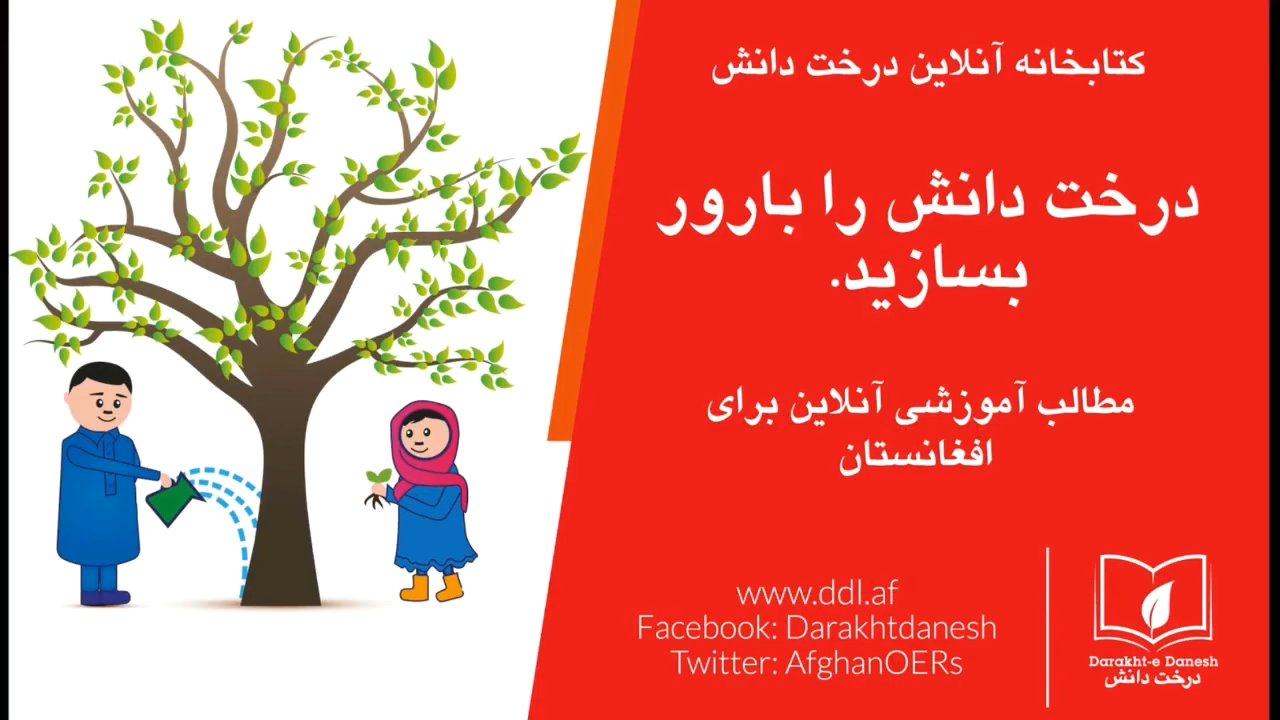 کتابخانه آنلاین درخت دانش
درخت دانش را بارور
بسازید.
مطالب آموزشی آنلاین برای
افغانستان
www.ddl.af
Facebook: Darakhtdanesh
Twitter: AfghanOERs
Darakht-e Danesh
درخت دانش